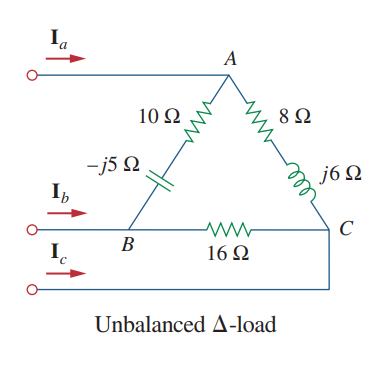 I_a
A
10 Ω
8 Ω
−j5 Ω
j6 Ω
I_b
B
C
I_c
16 Ω
Unbalanced Δ-load